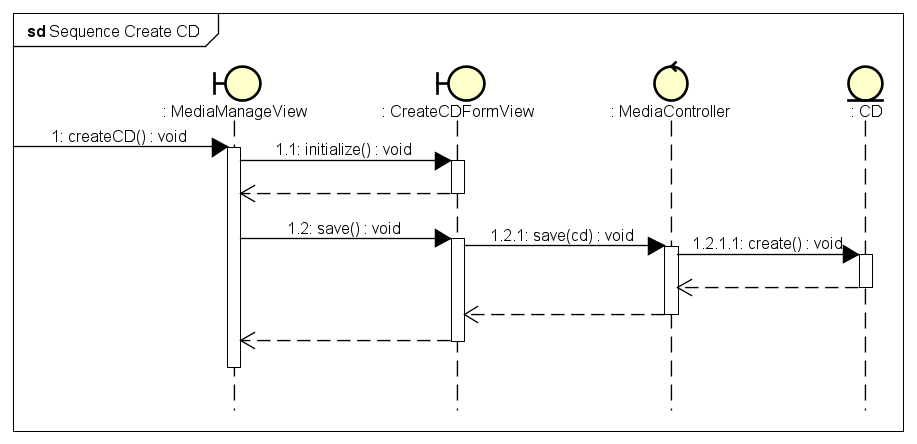 sd Sequence Create CD
: MediaManageView
: CreateCDFormView
: MediaController
: CD
1: createCD() : void
1.1: initialize() : void
1.2: save() : void
1.2.1: save(cd) : void
1.2.1.1: create() : void